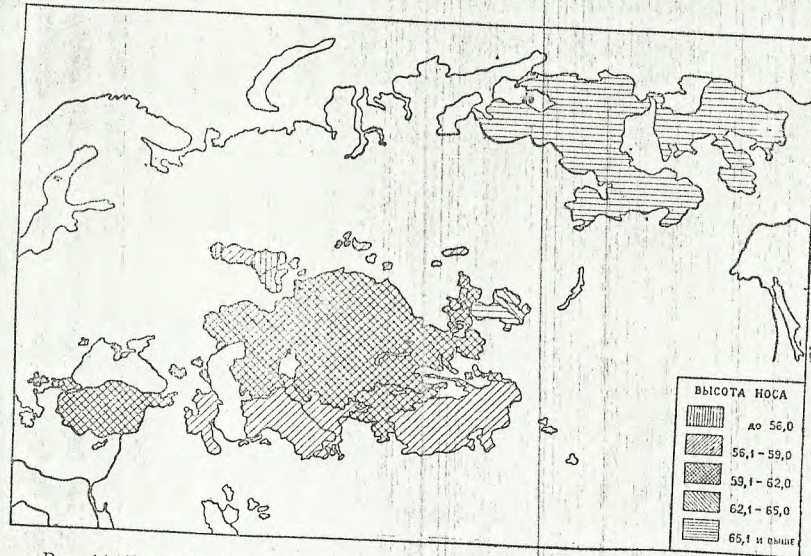 ВЫСОТА НОСА
до 56,0
56,1 – 59,0
59,1 – 62,0
62,1 – 65,0
65,1 и выше